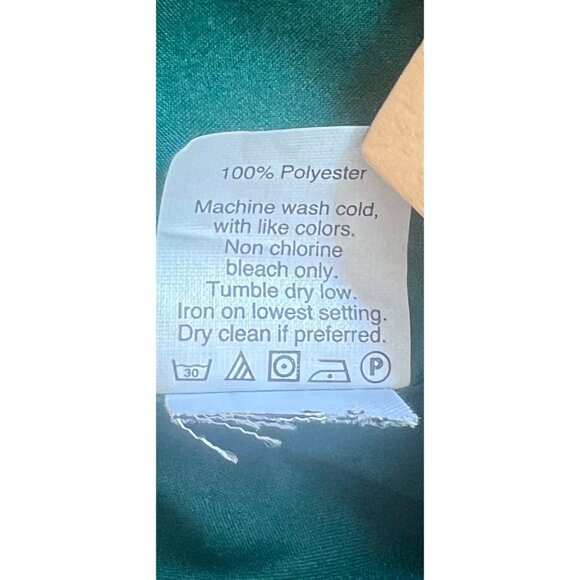 100% Polyester
Machine wash cold,
with like colors.
Non chlorine
bleach only.
Tumble dry low.
Iron on lowest setting.
Dry clean if preferred.
30 P